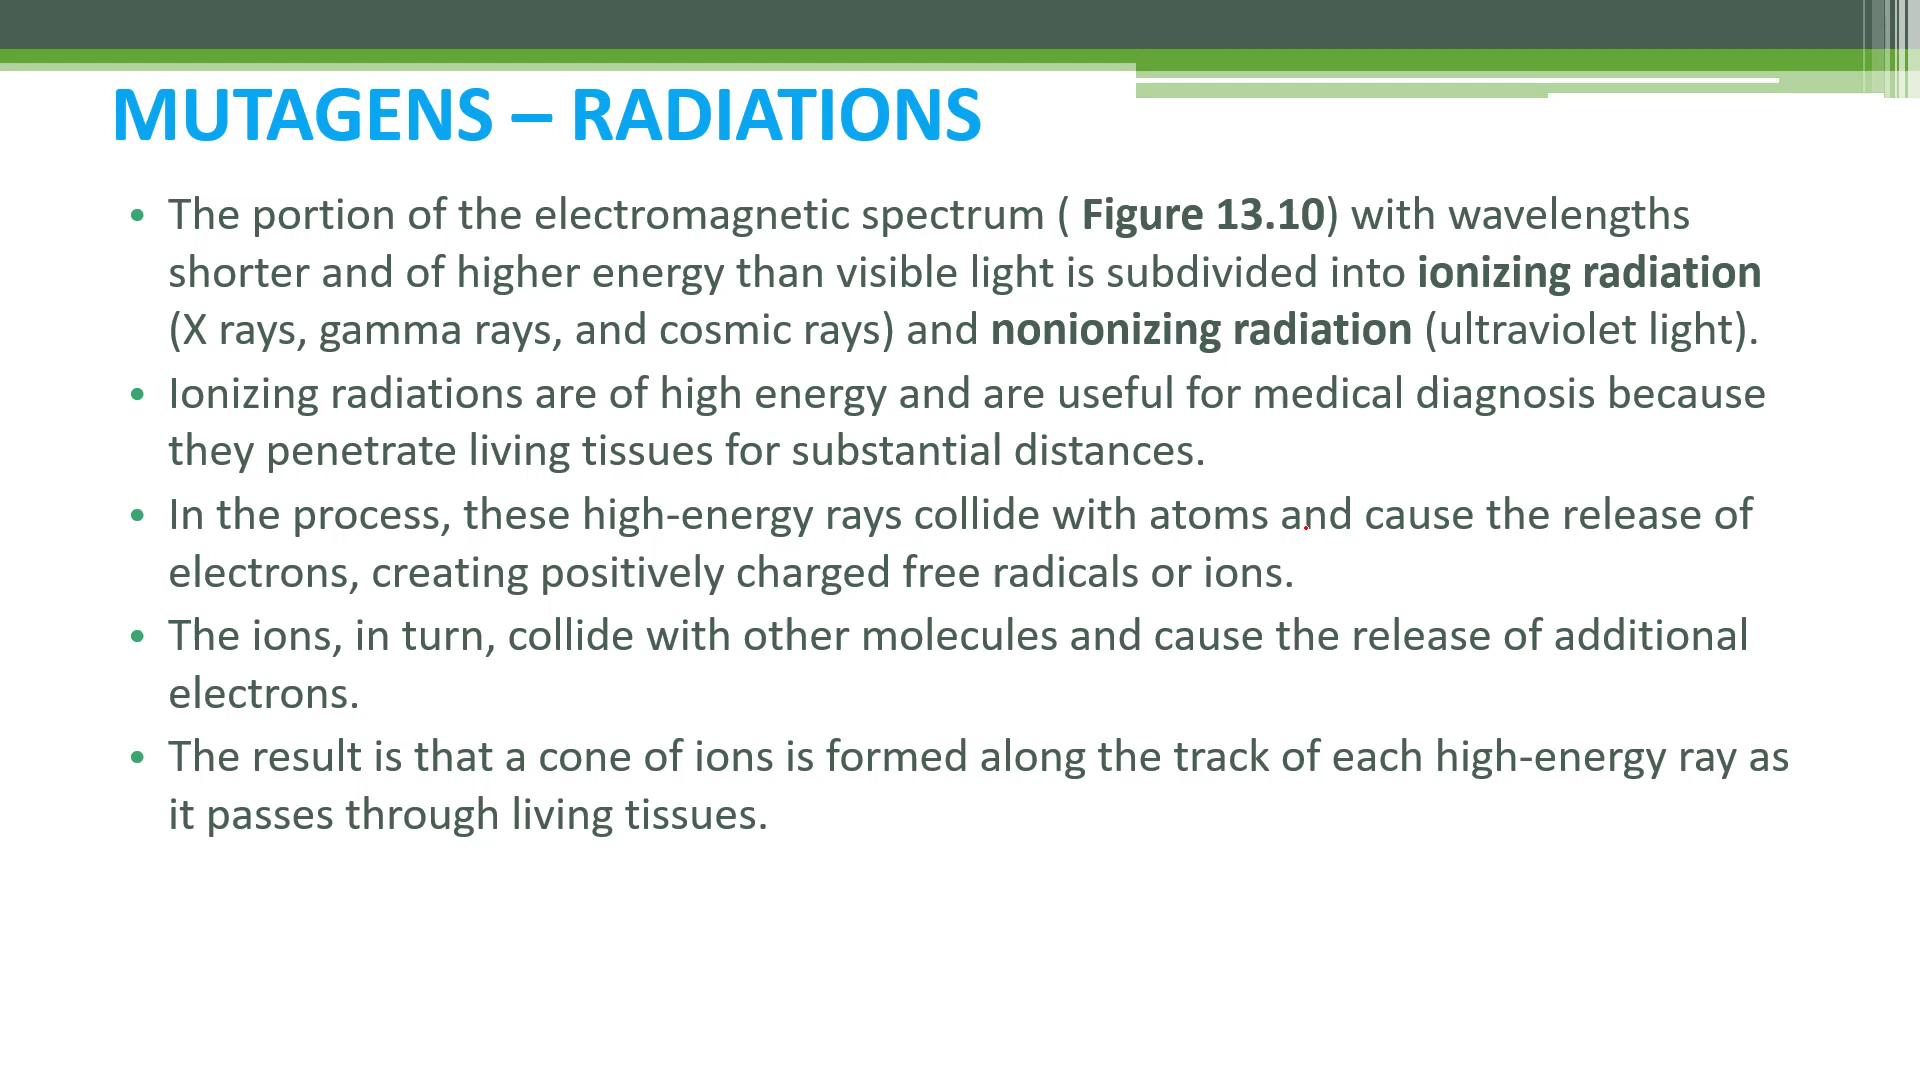 MUTAGENS – RADIATIONS
• The portion of the electromagnetic spectrum ( Figure 13.10) with wavelengths
shorter and of higher energy than visible light is subdivided into ionizing radiation
(X rays, gamma rays, and cosmic rays) and nonionizing radiation (ultraviolet light).
• Ionizing radiations are of high energy and are useful for medical diagnosis because
they penetrate living tissues for substantial distances.
• In the process, these high-energy rays collide with atoms and cause the release of
electrons, creating positively charged free radicals or ions.
• The ions, in turn, collide with other molecules and cause the release of additional
electrons.
• The result is that a cone of ions is formed along the track of each high-energy ray as
it passes through living tissues.